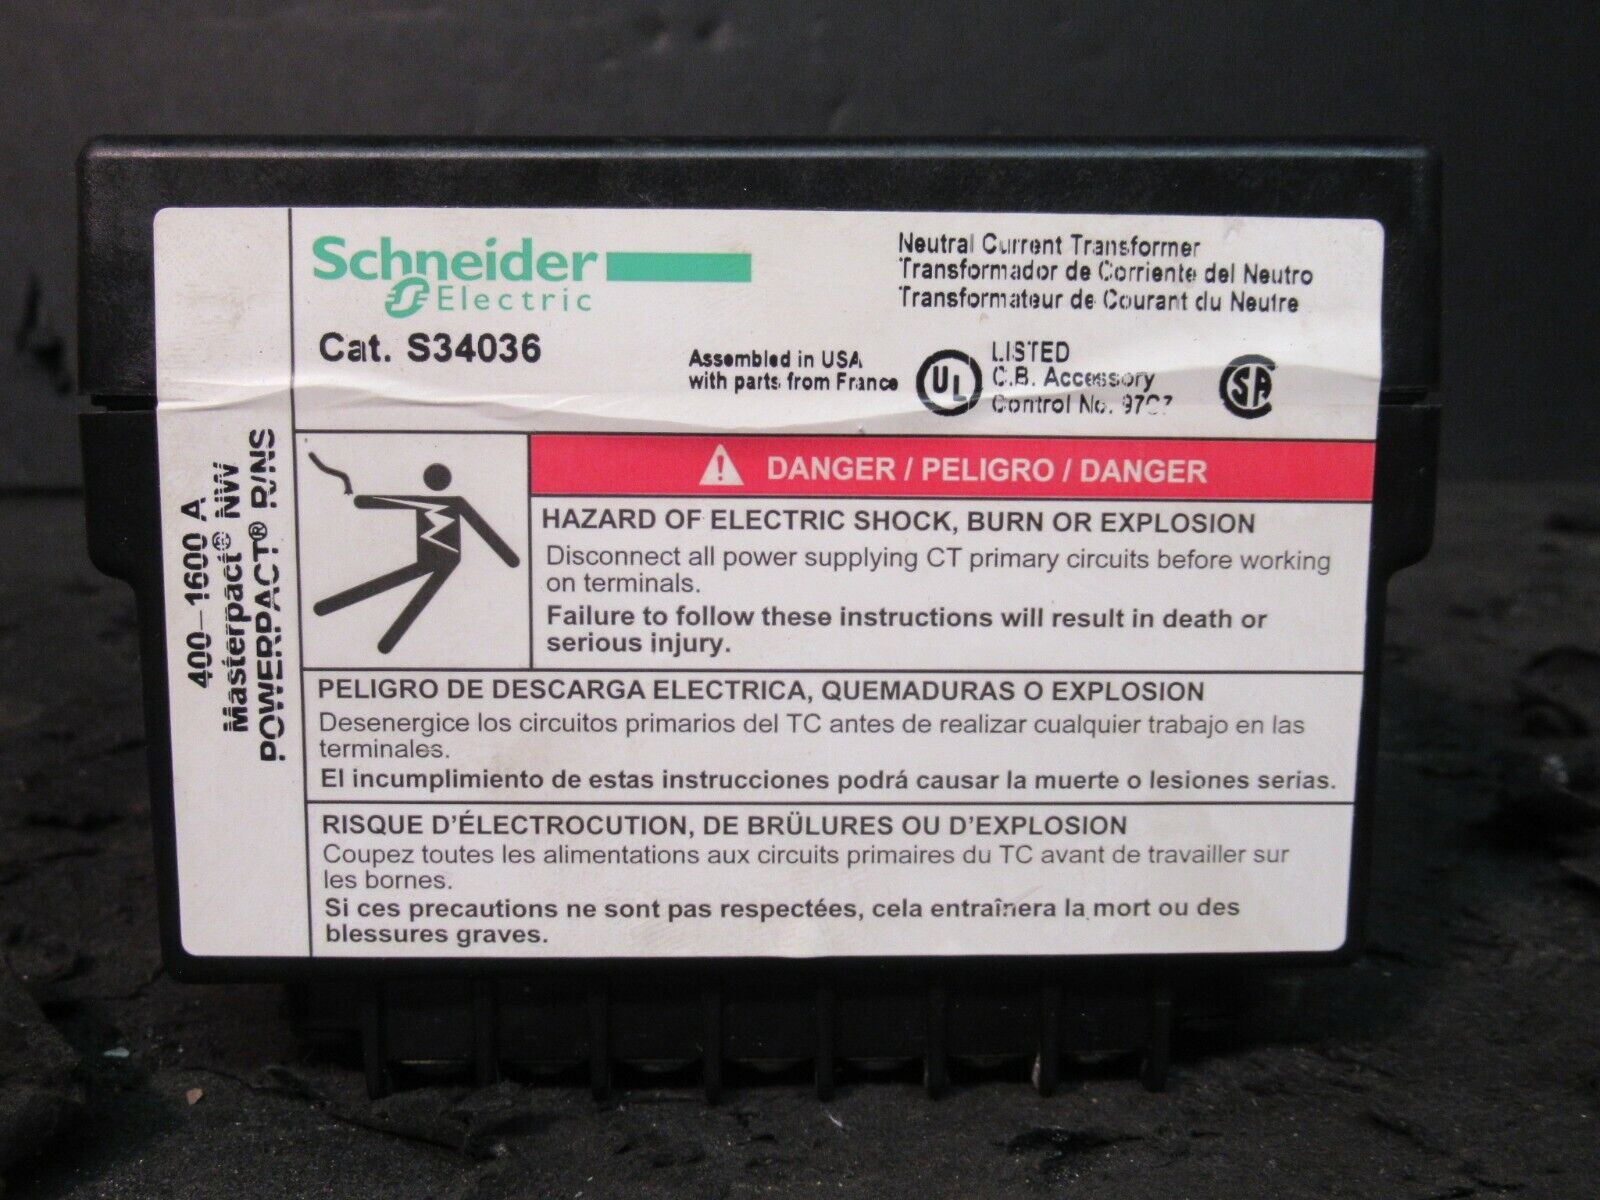 Schneider
Electric
Cat. S34036
Neutral Current Transformer
Transformador de Corriente del Neutro
Transformateur de Courant du Neutre
Assembled in USA
with parts from France
UL
LISTED
C.B. Accessory
Control No.
SA
400–1600 A
Masterpact® NW
POWERPACT® R/NS
DANGER / PELIGRO / DANGER
HAZARD OF ELECTRIC SHOCK, BURN OR EXPLOSION
Disconnect all power supplying CT primary circuits before working
on terminals.
Failure to follow these instructions will result in death or
serious injury.
PELIGRO DE DESCARGA ELECTRICA, QUEMADURAS O EXPLOSION
Desenergice los circuitos primarios del TC antes de realizar cualquier trabajo en las
terminales.
El incumplimiento de estas instrucciones podrá causar la muerte o lesiones serias.
RISQUE D'ÉLECTROCUTION, DE BRÜLURES OU D'EXPLOSION
Coupez toutes les alimentations aux circuits primaires du TC avant de travailler sur
les bornes.
Si ces precautions ne sont pas respectées, cela entraînera la mort ou des
blessures graves.